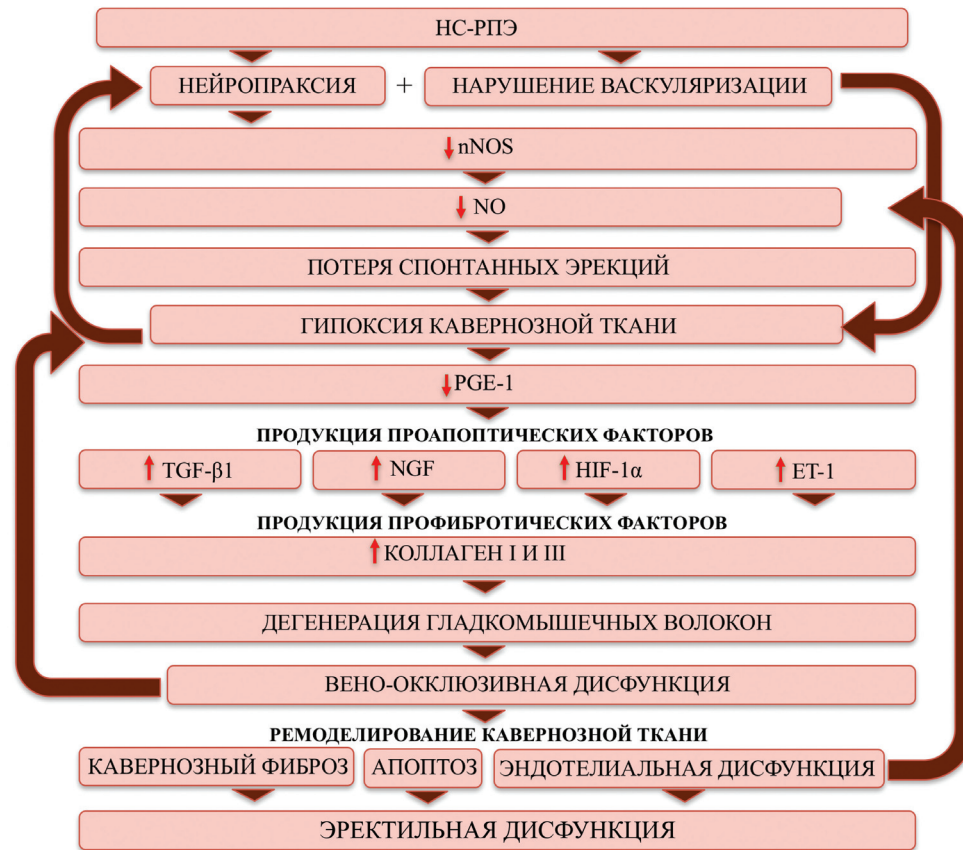 НС-РПЭ
НЕЙРОПРАКСИЯ + НАРУШЕНИЕ ВАСКУЛЯРИЗАЦИИ
↓nNOS
↓ NO
ПОТЕРЯ СПОНТАННЫХ ЭРЕКЦИЙ
ГИПОКСИЯ КАВЕРНОЗНОЙ ТКАНИ
↓PGE-1
ПРОДУКЦИЯ ПРОАПОПТИЧЕСКИХ ФАКТОРОВ
↑ TGF-β1 ↑ NGF ↑ HIF-1α ↑ ET-1
ПРОДУКЦИЯ ПРОФИБРОТИЧЕСКИХ ФАКТОРОВ
↑КОЛЛАГЕН I И III
ДЕГЕНЕРАЦИЯ ГЛАДКОМЫШЕЧНЫХ ВОЛОКОН
ВЕНО-ОККЛЮЗИВНАЯ ДИСФУНКЦИЯ
РЕМОДЕЛИРОВАНИЕ КАВЕРНОЗНОЙ ТКАНИ
КАВЕРНОЗНЫЙ ФИБРОЗ АПОПТОЗ ЭНДОТЕЛИАЛЬНАЯ ДИСФУНКЦИЯ
ЭРЕКТИЛЬНАЯ ДИСФУНКЦИЯ